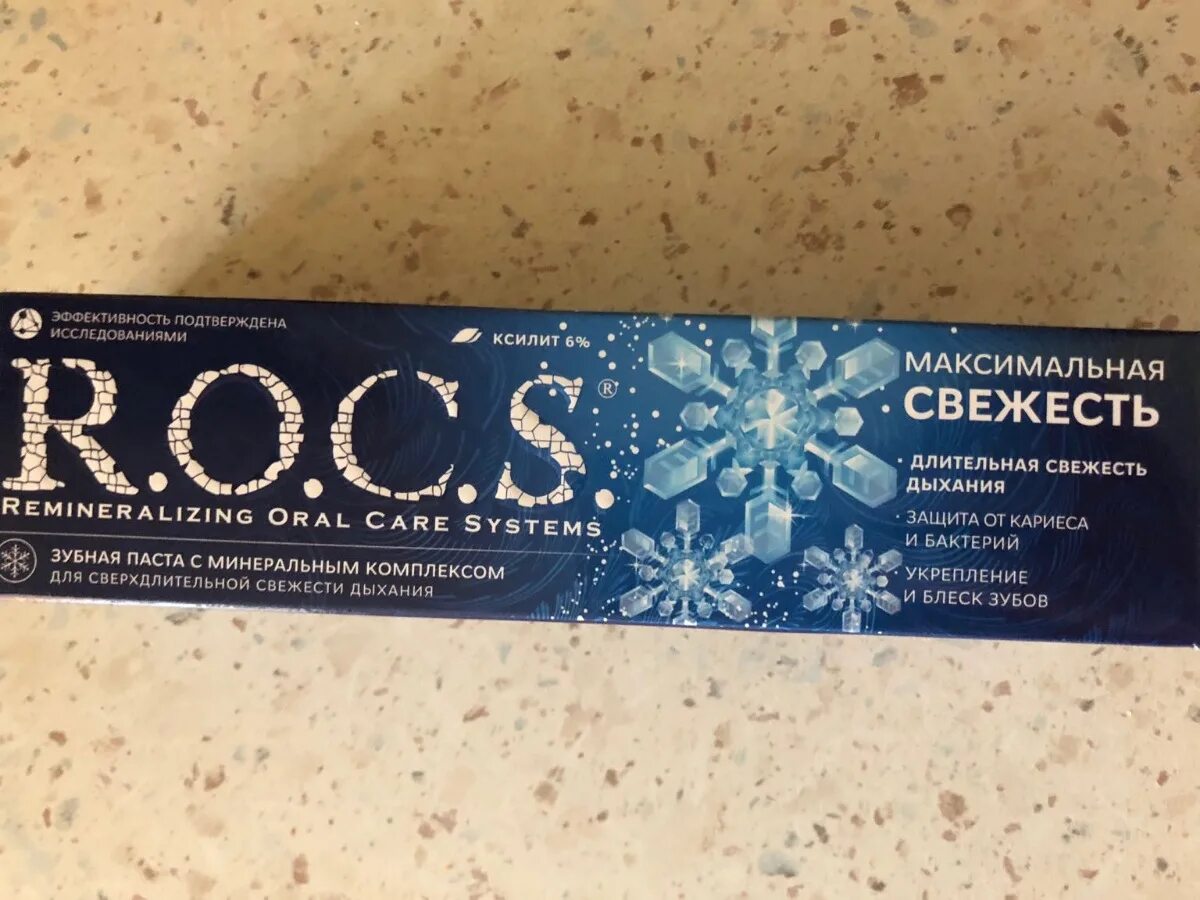 ЭФФЕКТИВНОСТЬ ПОДТВЕРЖДЕНА
ИССЛЕДОВАНИЯМИ
КСИЛИТ 6%
R.O.C.S.®
REMINERALIZING ORAL CARE SYSTEMS
ЗУБНАЯ ПАСТА С МИНЕРАЛЬНЫМ КОМПЛЕКСОМ
ДЛЯ СВЕРХДЛИТЕЛЬНОЙ СВЕЖЕСТИ ДЫХАНИЯ
МАКСИМАЛЬНАЯ
СВЕЖЕСТЬ
· ДЛИТЕЛЬНАЯ СВЕЖЕСТЬ
ДЫХАНИЯ
· ЗАЩИТА ОТ КАРИЕСА
И БАКТЕРИЙ
· УКРЕПЛЕНИЕ
И БЛЕСК ЗУБОВ